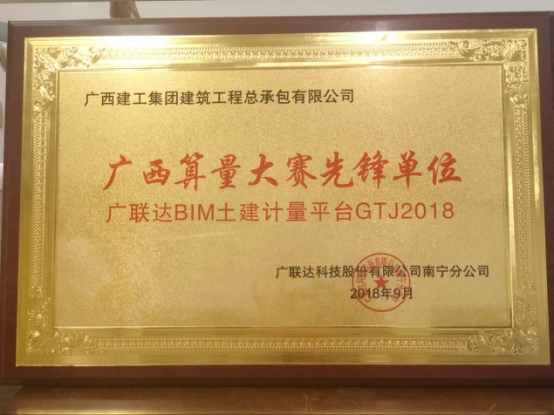 广西建工集团建筑工程总承包有限公司
广西算量大赛先锋单位
广联达BIM土建计量平台GTJ2018
广联达科技股份有限公司南宁分公司
2018年9月